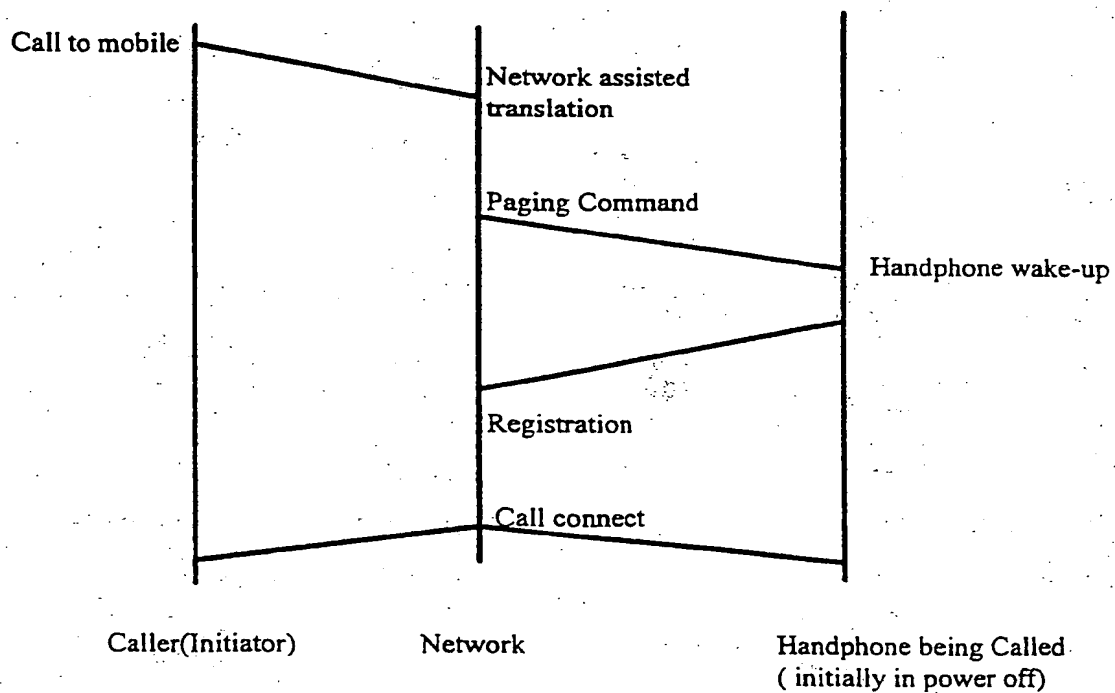 Call to mobile
Network assisted
translation
Paging Command
Handphone wake-up
Registration
Call connect
Caller(Initiator)
Network
Handphone being Called
( initially in power off)